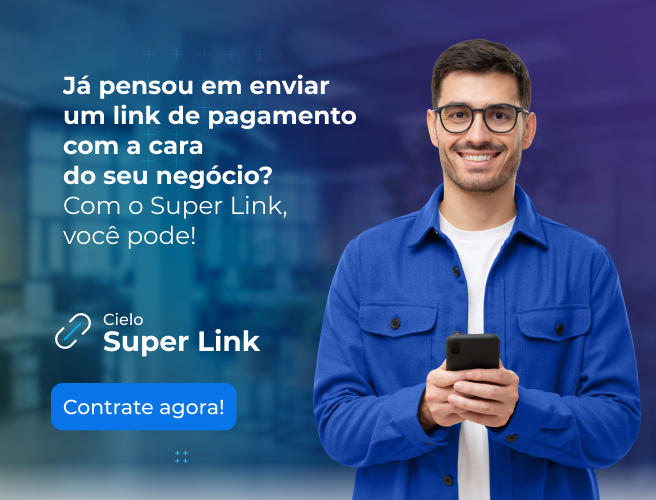 Já pensou em enviar
um link de pagamento
com a cara
do seu negócio?
Com o Super Link,
você pode!
Cielo
Super Link
Contrate agora!